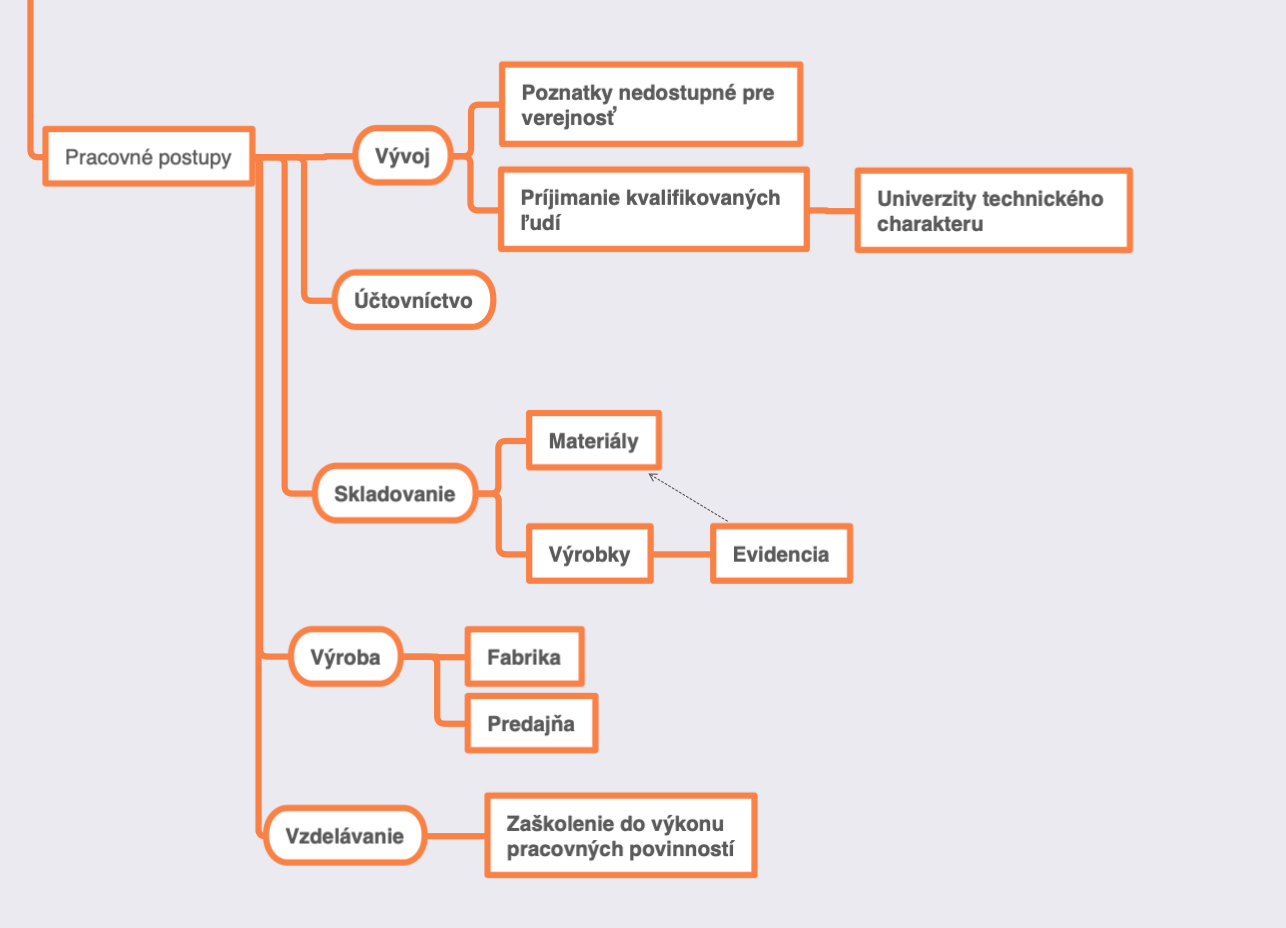 Pracovné postupy
Vývoj
Poznatky nedostupné pre
verejnosť
Príjimanie kvalifikovaných
ľudí
Univerzity technického
charakteru
Účtovníctvo
Skladovanie
Materiály
Výrobky
Evidencia
Výroba
Fabrika
Predajňa
Vzdelávanie
Zaškolenie do výkonu
pracovných povinností